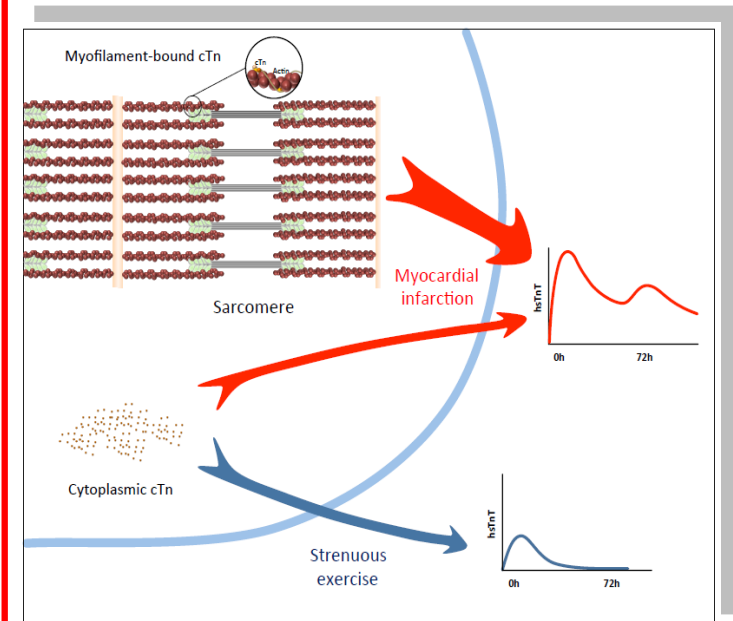 Myofilament-bound cTn
cTn
Actin
Sarcomere
Myocardial
infarction
hsTnT
0h 72h
Cytoplasmic cTn
Strenuous
exercise
hsTnT
0h 72h